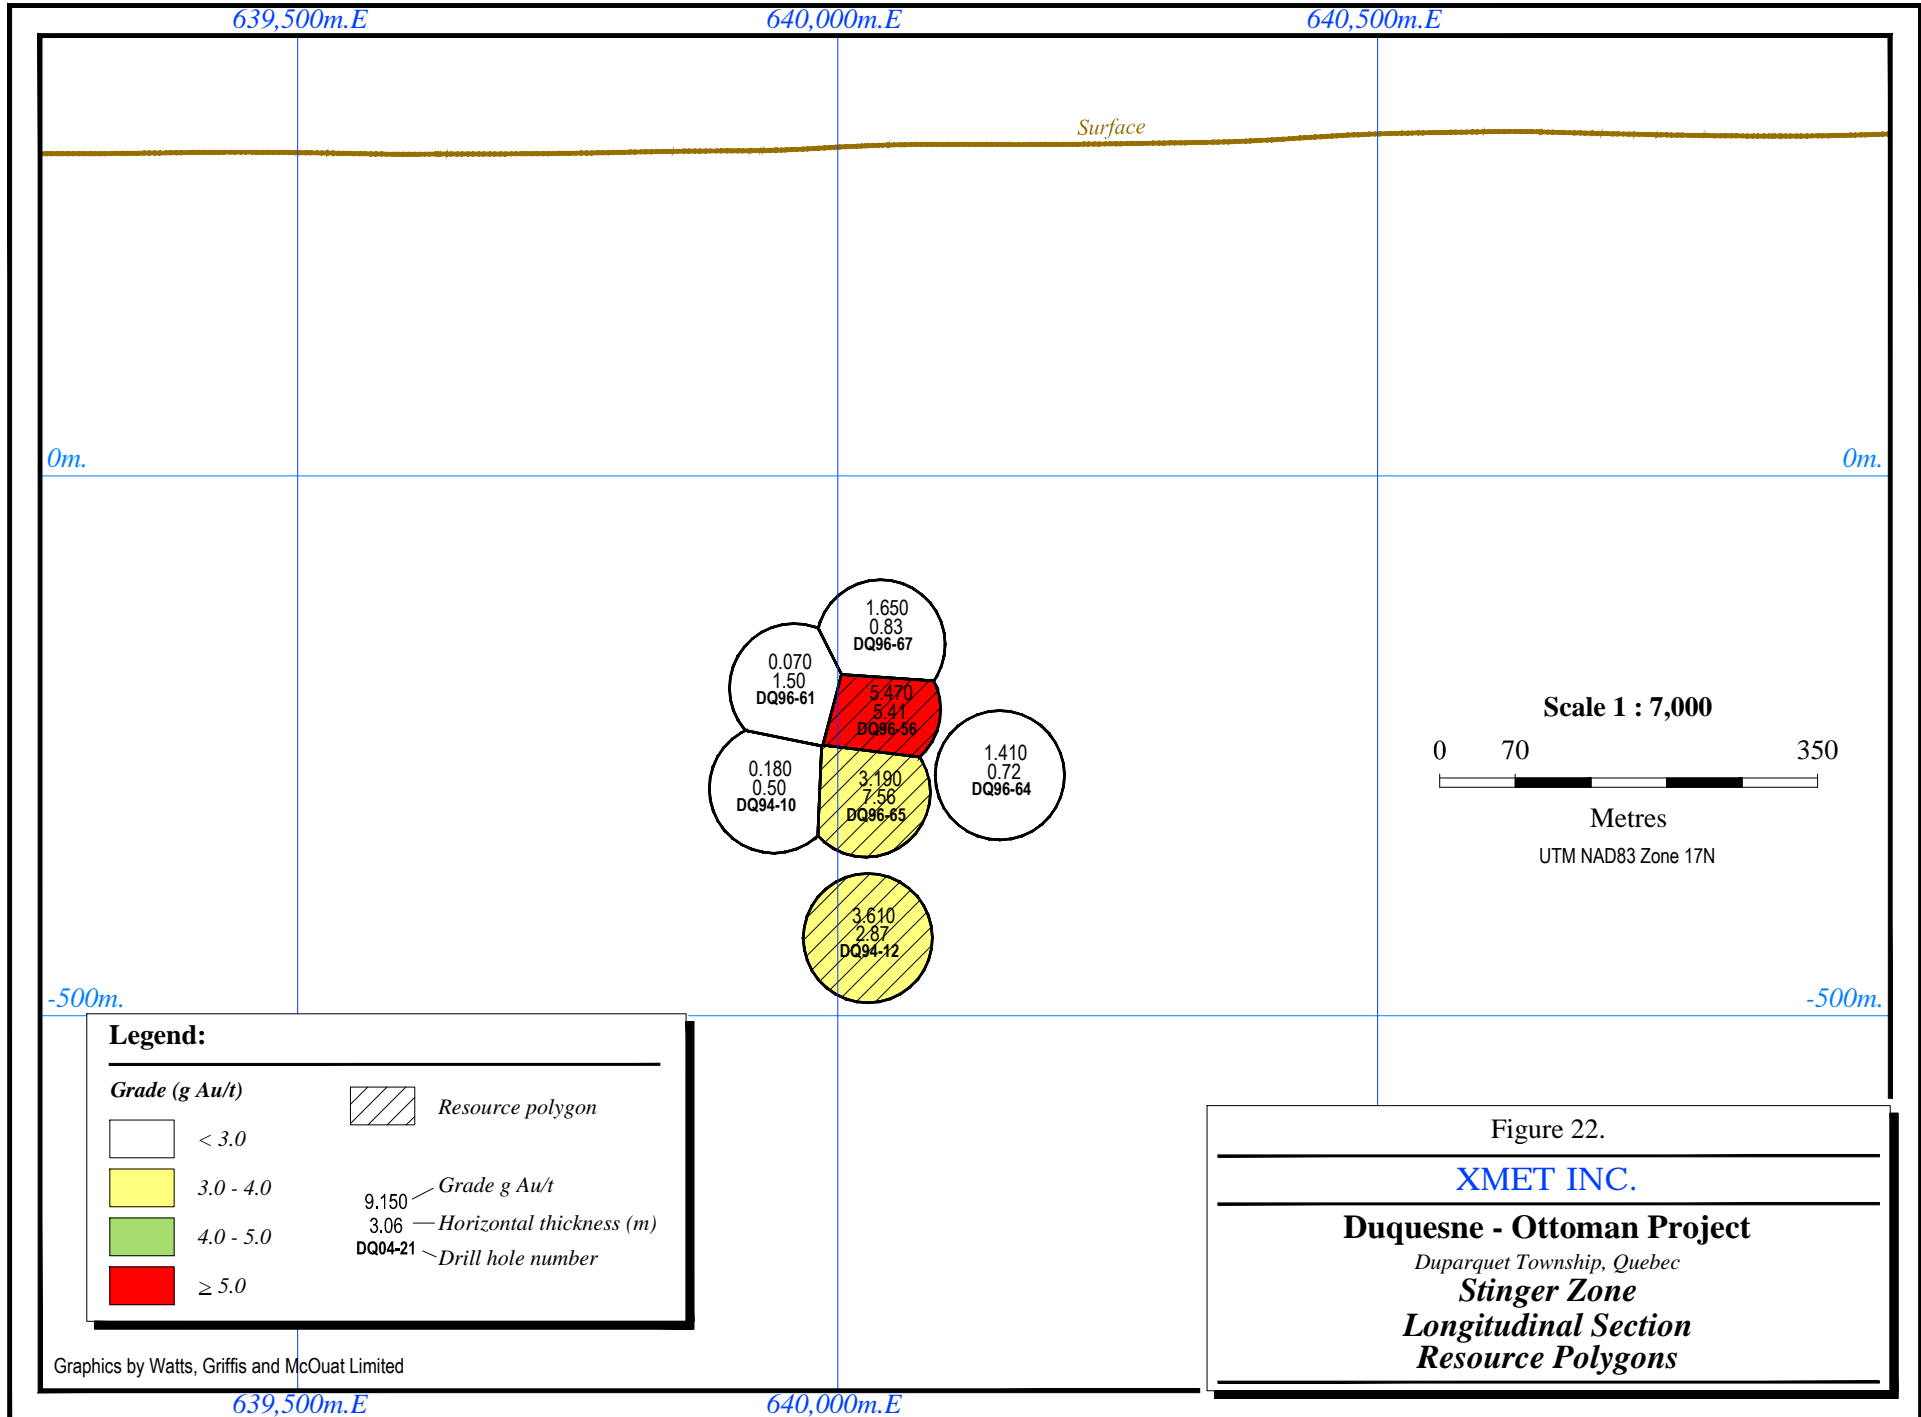 639,500m.E
640,000m.E
640,500m.E
Surface
0m.
0m.
1.650
0.83
DQ96-67
0.070
1.50
DQ96-61
5.470
5.41
DQ96-56
0.180
0.50
DQ94-10
3.190
7.56
DQ96-65
1.410
0.72
DQ96-64
3.610
2.87
DQ94-12
Scale 1 : 7,000
0 70 350
Metres
UTM NAD83 Zone 17N
-500m.
-500m.
Legend:
Grade (g Au/t)
< 3.0
3.0 - 4.0
4.0 - 5.0
≥ 5.0
Resource polygon
9.150
Grade g Au/t
3.06
Horizontal thickness (m)
DQ04-21
Drill hole number
Figure 22.
XMET INC.
Duquesne - Ottoman Project
Duparquet Township, Quebec
Stinger Zone
Longitudinal Section
Resource Polygons
Graphics by Watts, Griffis and McOuat Limited
639,500m.E
640,000m.E